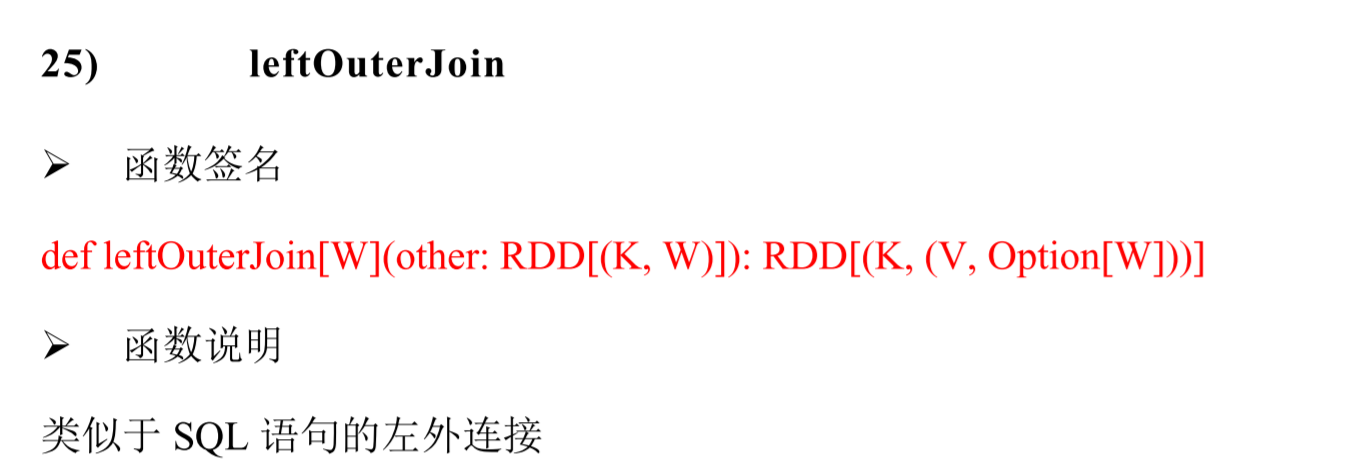 25) leftOuterJoin
➢ 函数签名
def leftOuterJoin[W](other: RDD[(K, W)]): RDD[(K, (V, Option[W]))]
➢ 函数说明
类似于 SQL 语句的左外连接